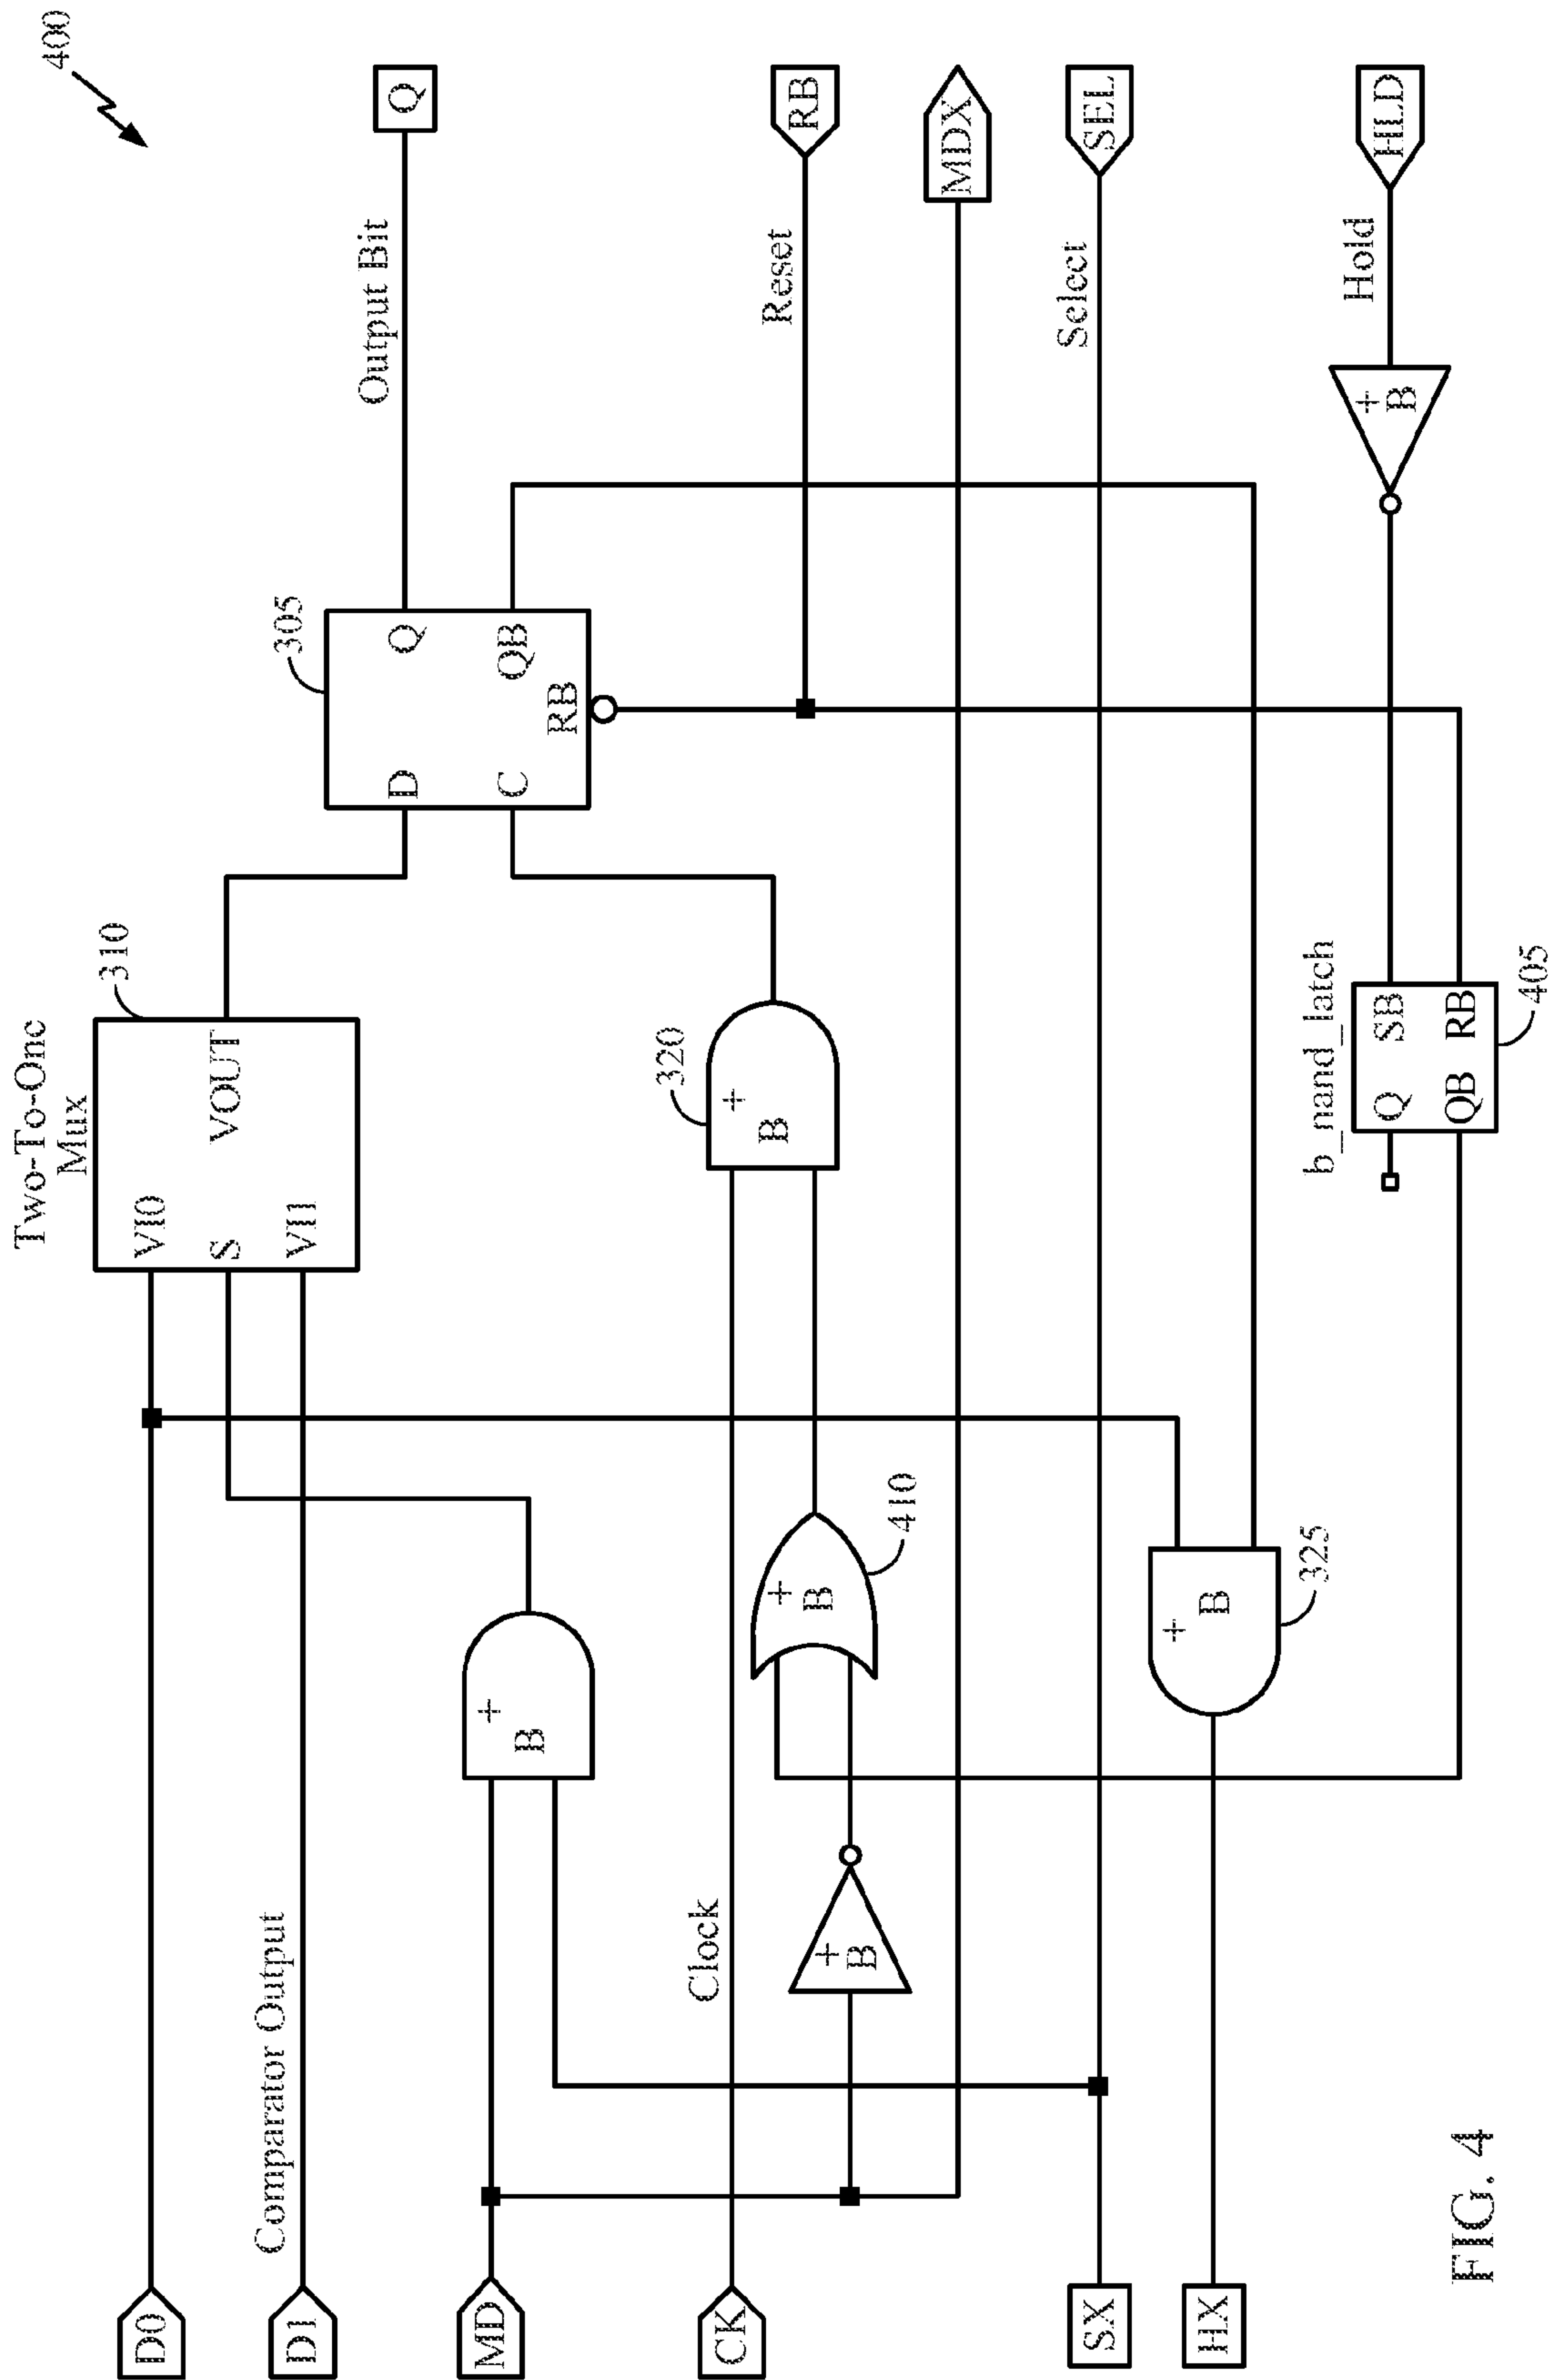 400
Two-To-One
Mux
310
VI0
S
VI1
VOUT
305
D
Q
C
QB
RB
Output Bit
Q
D0
Comparator Output
D1
MD
+
B
Clock
CK
320
+
B
Reset
RB
+
B
410
+
B
MDX
Select
SEL
SX
+
B
325
HX
b_nand_latch
Q
SB
QB
RB
405
+
B
Hold
HLD
FIG. 4